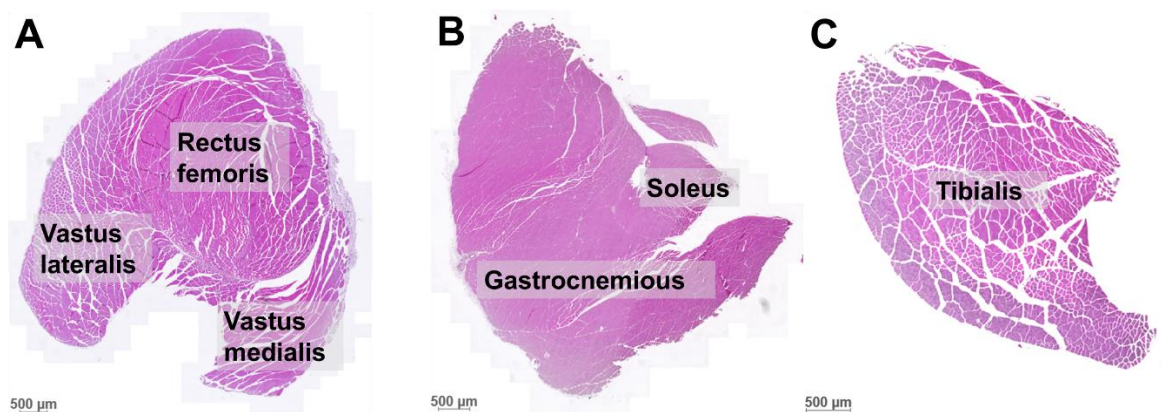 A
Rectus
femoris
Vastus
lateralis
Vastus
medialis
500 µm
B
Soleus
Gastrocnemious
500 µm
C
Tibialis
500 µm